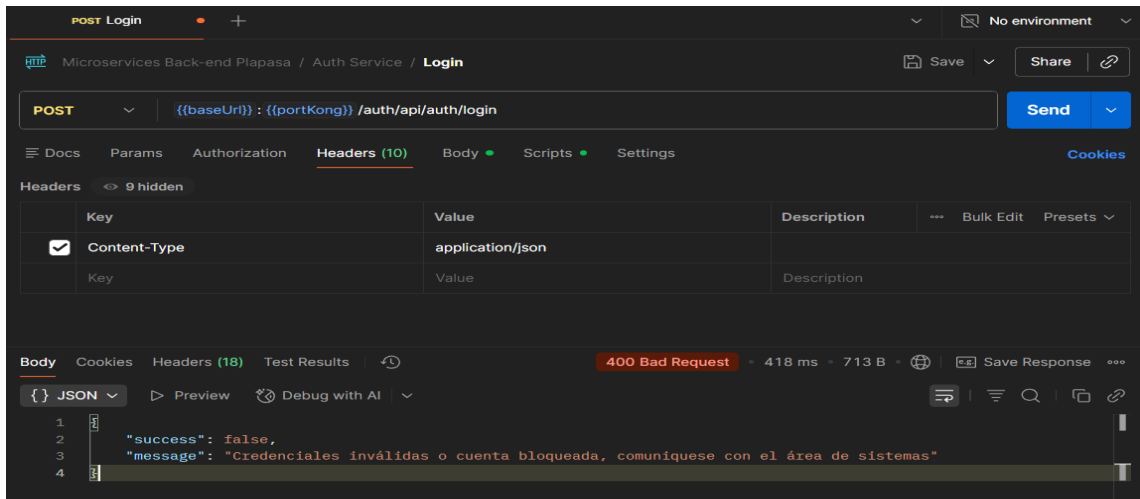 POST Login
No environment
HTTP Microservices Back-end Plapasa / Auth Service / Login Save Share
POST {{baseUrl}} : {{portKong}} /auth/api/auth/login Send
Docs Params Authorization Headers (10) Body Scripts Settings Cookies
Headers 9 hidden
Key Value Description ••• Bulk Edit Presets
Content-Type application/json
Key Value Description
Body Cookies Headers (18) Test Results 400 Bad Request • 418 ms • 713 B • e.g. Save Response •••
{} JSON Preview Debug with AI
1 {
2 "success": false,
3 "message": "Credenciales inválidas o cuenta bloqueada, comuniquese con el área de sistemas"
4 }